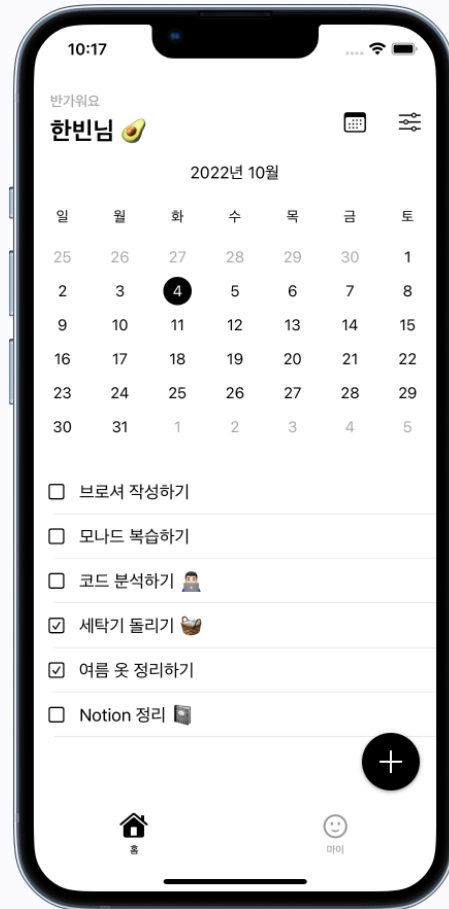 10:17
반가워요
한빈님 🥑
2022년 10월
일 월 화 수 목 금 토
25 26 27 28 29 30 1
2 3 4 5 6 7 8
9 10 11 12 13 14 15
16 17 18 19 20 21 22
23 24 25 26 27 28 29
30 31 1 2 3 4 5
브로셔 작성하기
모나드 복습하기
코드 분석하기 👨🏻‍💻
세탁기 돌리기 🧺
여름 옷 정리하기
Notion 정리 📓
홈 마이